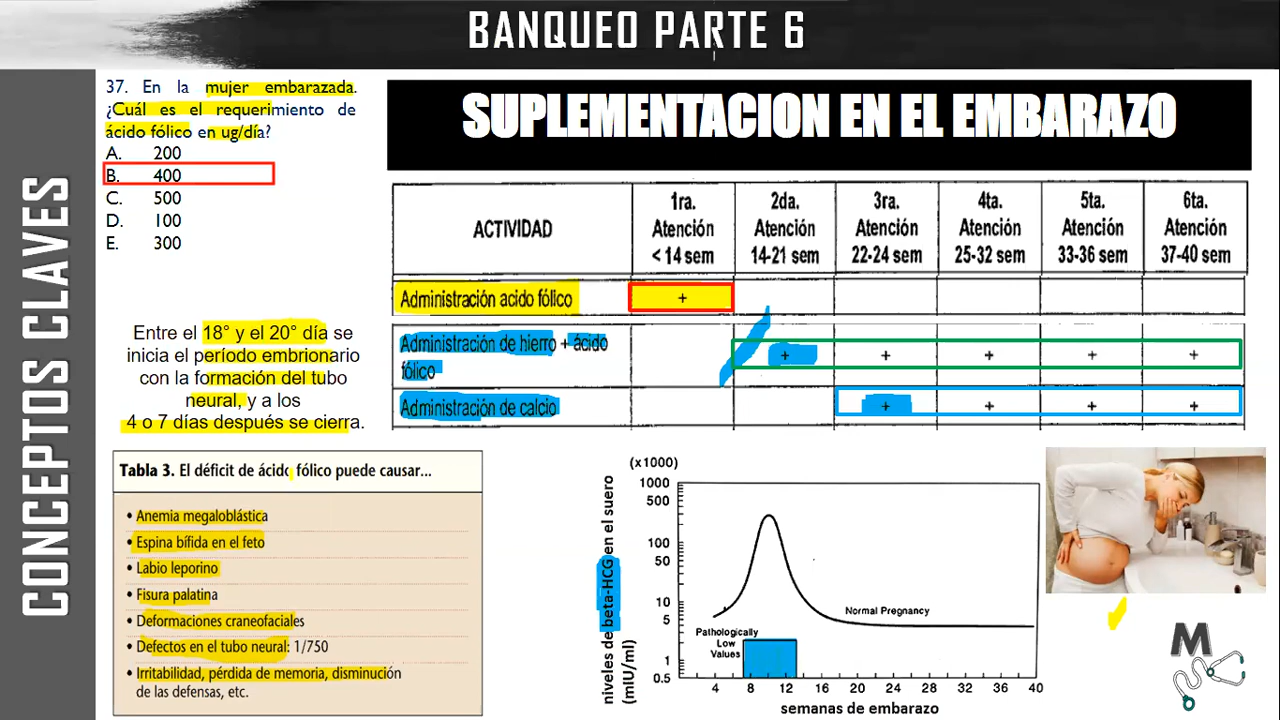 BANQUEO PARTE 6
CONCEPTOS CLAVES
37. En la mujer embarazada.
¿Cuál es el requerimiento de
ácido fólico en ug/día?
A. 200
B. 400
C. 500
D. 100
E. 300
Entre el 18° y el 20° día se
inicia el período embrionario
con la formación del tubo
neural, y a los
4 o 7 días después se cierra.
SUPLEMENTACION EN EL EMBARAZO
ACTIVIDAD
1ra.
Atención
< 14 sem
2da.
Atención
14-21 sem
3ra.
Atención
22-24 sem
4ta.
Atención
25-32 sem
5ta.
Atención
33-36 sem
6ta.
Atención
37-40 sem
Administración acido fólico +
Administración de hierro + ácido
fólico + + + + +
Administración de calcio + + + +
Tabla 3. El déficit de ácido fólico puede causar...
• Anemia megaloblástica
• Espina bífida en el feto
• Labio leporino
• Fisura palatina
• Deformaciones craneofaciales
• Defectos en el tubo neural: 1/750
• Irritabilidad, pérdida de memoria, disminución
de las defensas, etc.
niveles de beta-HCG en el suero
(mIU/ml)
(x1000)
1000
500
100
50
10
5
1
0.5
Normal Pregnancy
Pathologically
Low
Values
4 8 12 16 20 24 28 32 36 40
semanas de embarazo
M